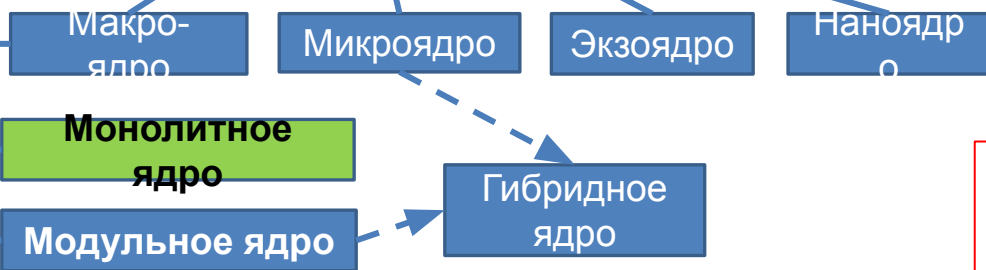 Макро-
ядро
Микроядро
Экзоядро
Наноядр
о
Монолитное
ядро
Гибридное
ядро
Модульное ядро